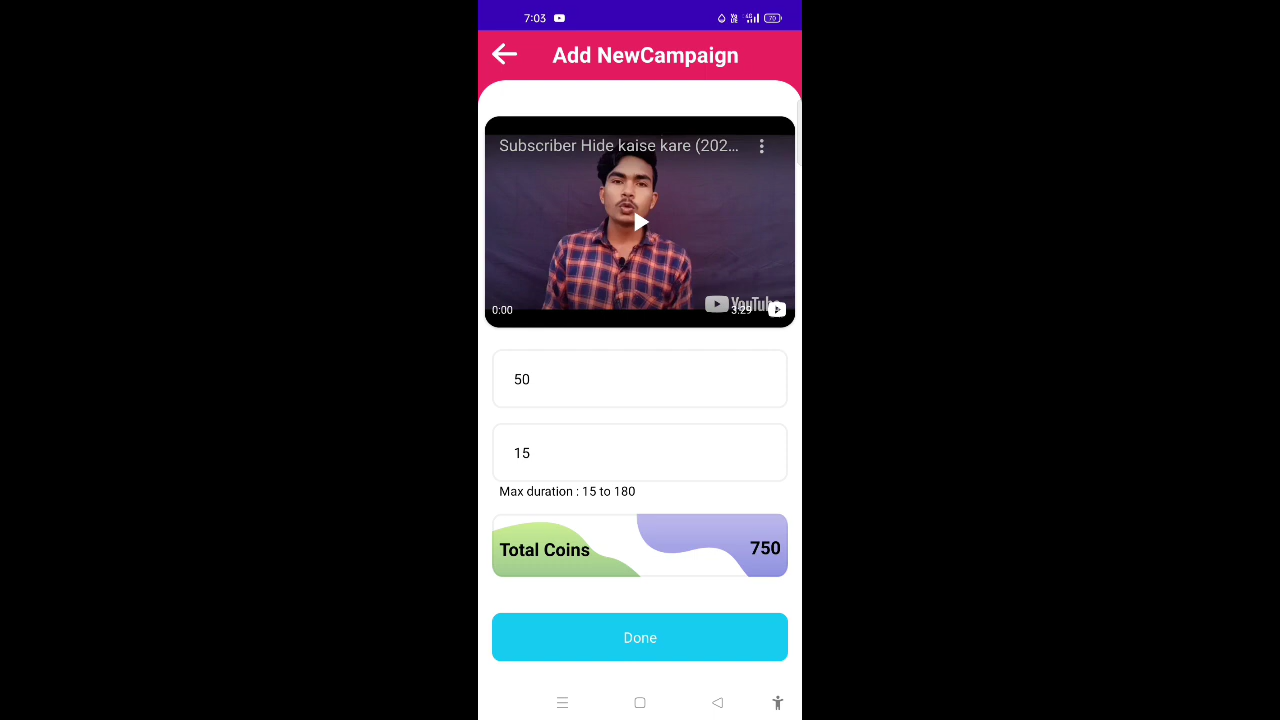 7:03
70
Add NewCampaign
Subscriber Hide kaise kare (202...
YouTube
0:00
3:29
50
15
Max duration : 15 to 180
Total Coins
750
Done